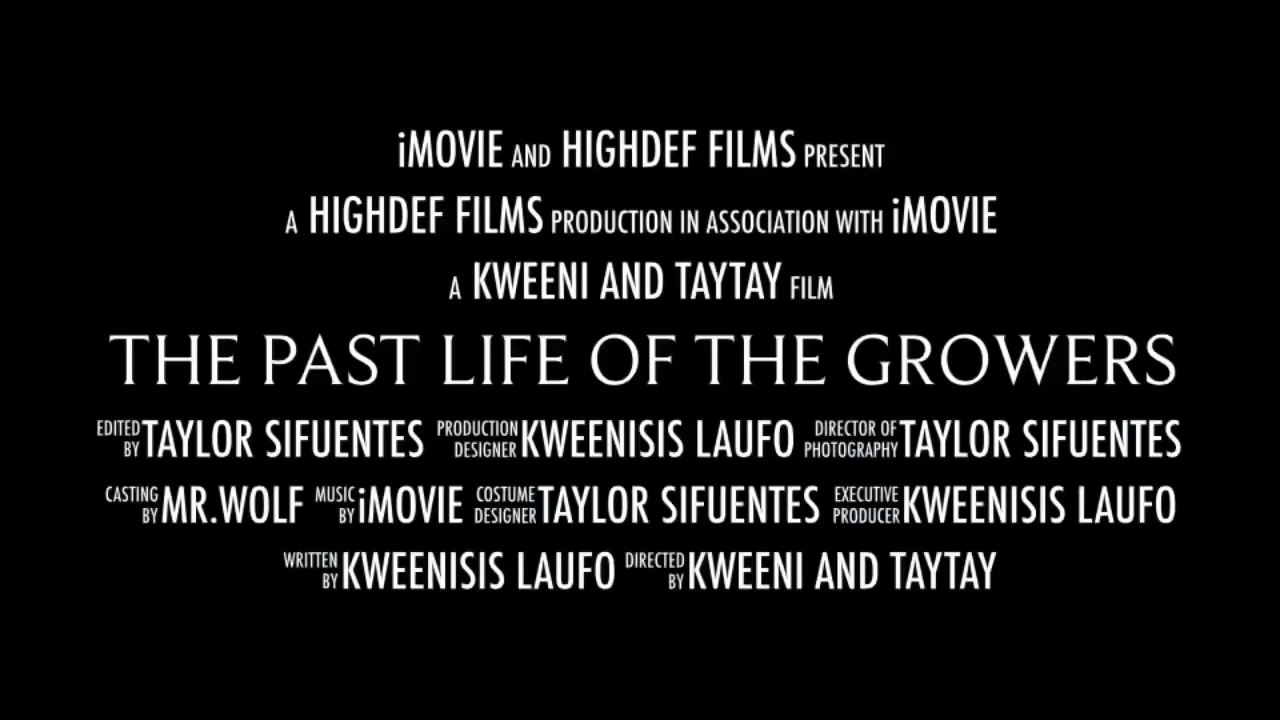 iMOVIE AND HIGHDEF FILMS PRESENT
A HIGHDEF FILMS PRODUCTION IN ASSOCIATION WITH iMOVIE
A KWEENI AND TAYTAY FILM
THE PAST LIFE OF THE GROWERS
EDITED BY TAYLOR SIFUENTES PRODUCTION DESIGNER KWEENISIS LAUFO DIRECTOR OF PHOTOGRAPHY TAYLOR SIFUENTES
CASTING BY MR.WOLF MUSIC BY iMOVIE COSTUME DESIGNER TAYLOR SIFUENTES EXECUTIVE PRODUCER KWEENISIS LAUFO
WRITTEN BY KWEENISIS LAUFO DIRECTED BY KWEENI AND TAYTAY